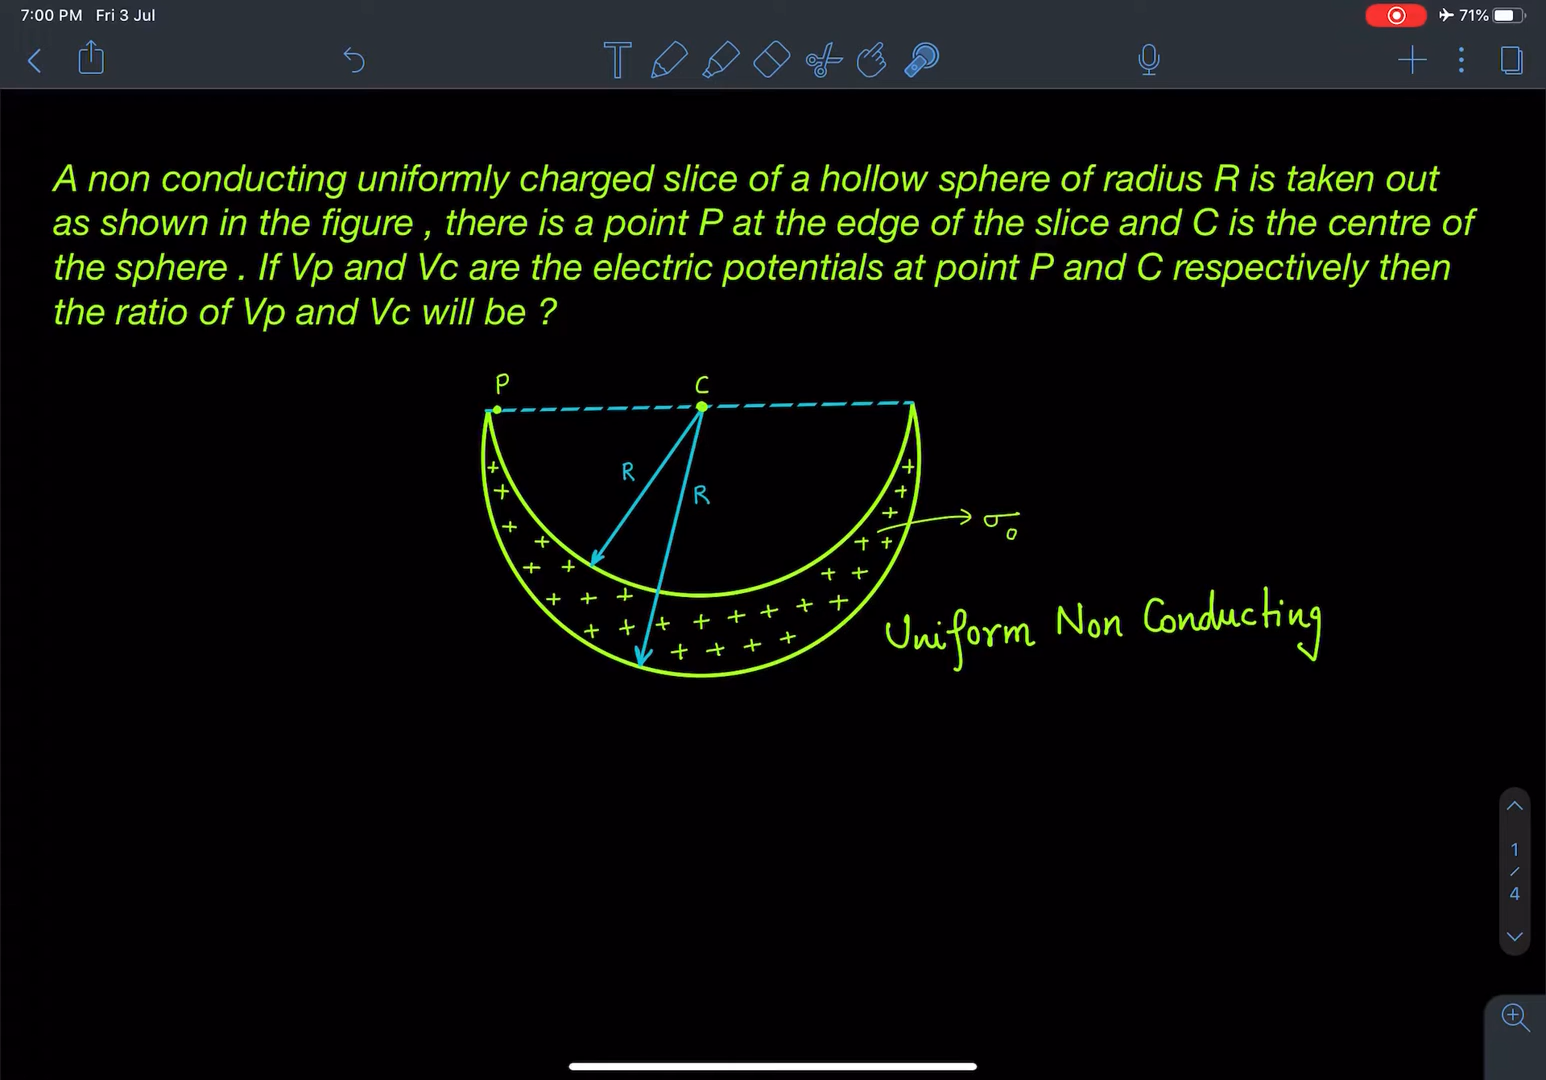 7:00 PM Fri 3 Jul
71%
T
A non conducting uniformly charged slice of a hollow sphere of radius R is taken out
as shown in the figure , there is a point P at the edge of the slice and C is the centre of
the sphere . If Vp and Vc are the electric potentials at point P and C respectively then
the ratio of Vp and Vc will be ?
P C
R
R
σ₀
Uniform Non Conducting
1
/
4